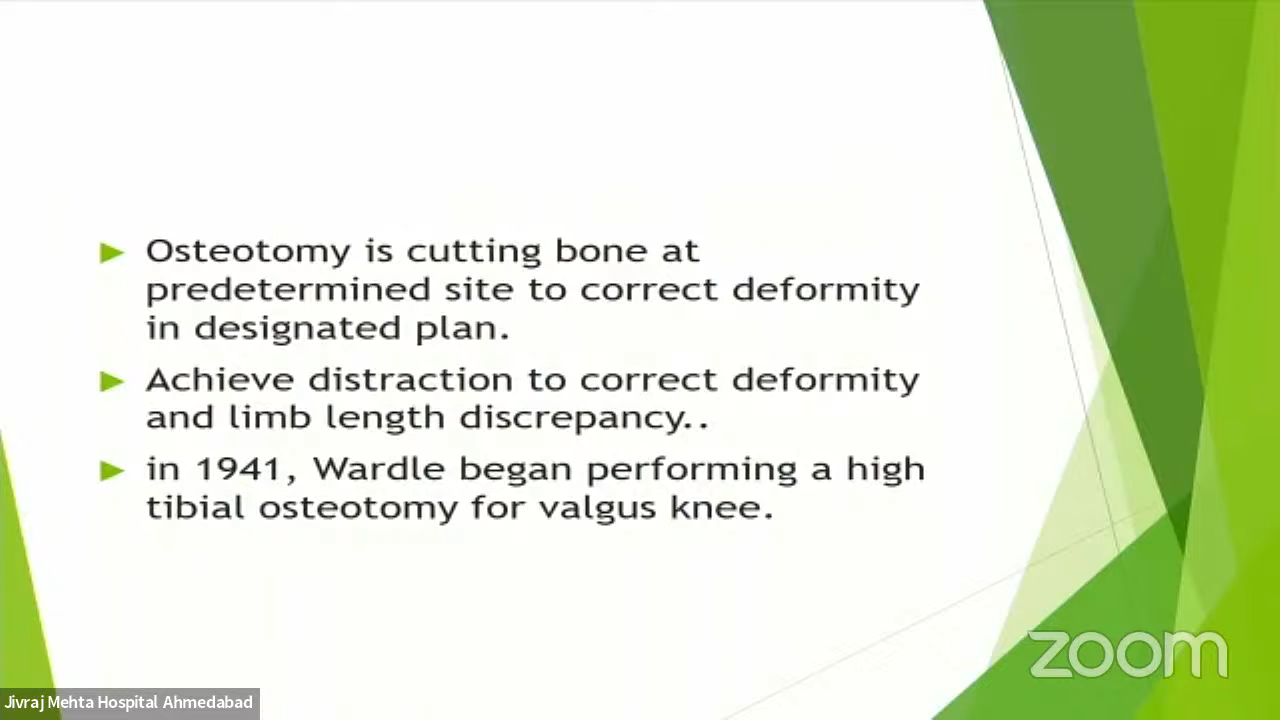 Osteotomy is cutting bone at
predetermined site to correct deformity
in designated plan.
Achieve distraction to correct deformity
and limb length discrepancy..
in 1941, Wardle began performing a high
tibial osteotomy for valgus knee.
zoom
Jivraj Mehta Hospital Ahmedabad